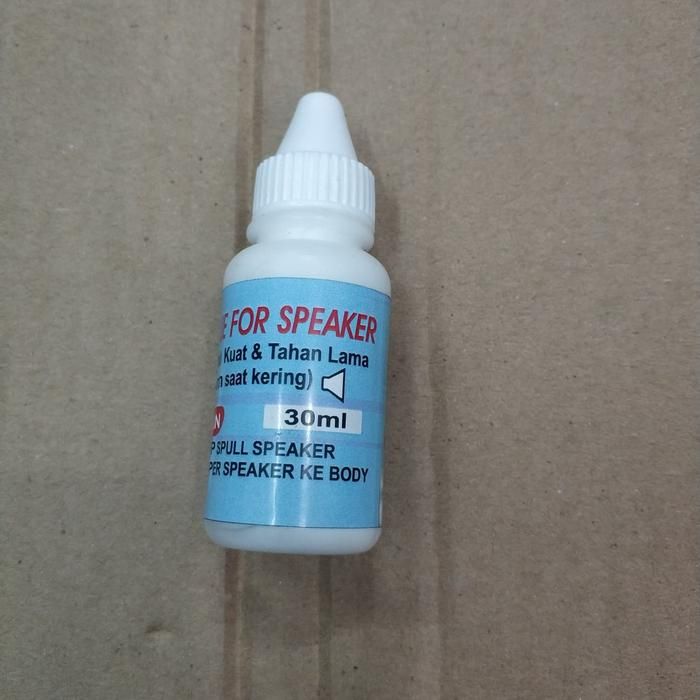 E FOR SPEAKER
Kuat & Tahan Lama
saat kering)
N
30ml
P SPULL SPEAKER
PER SPEAKER KE BODY